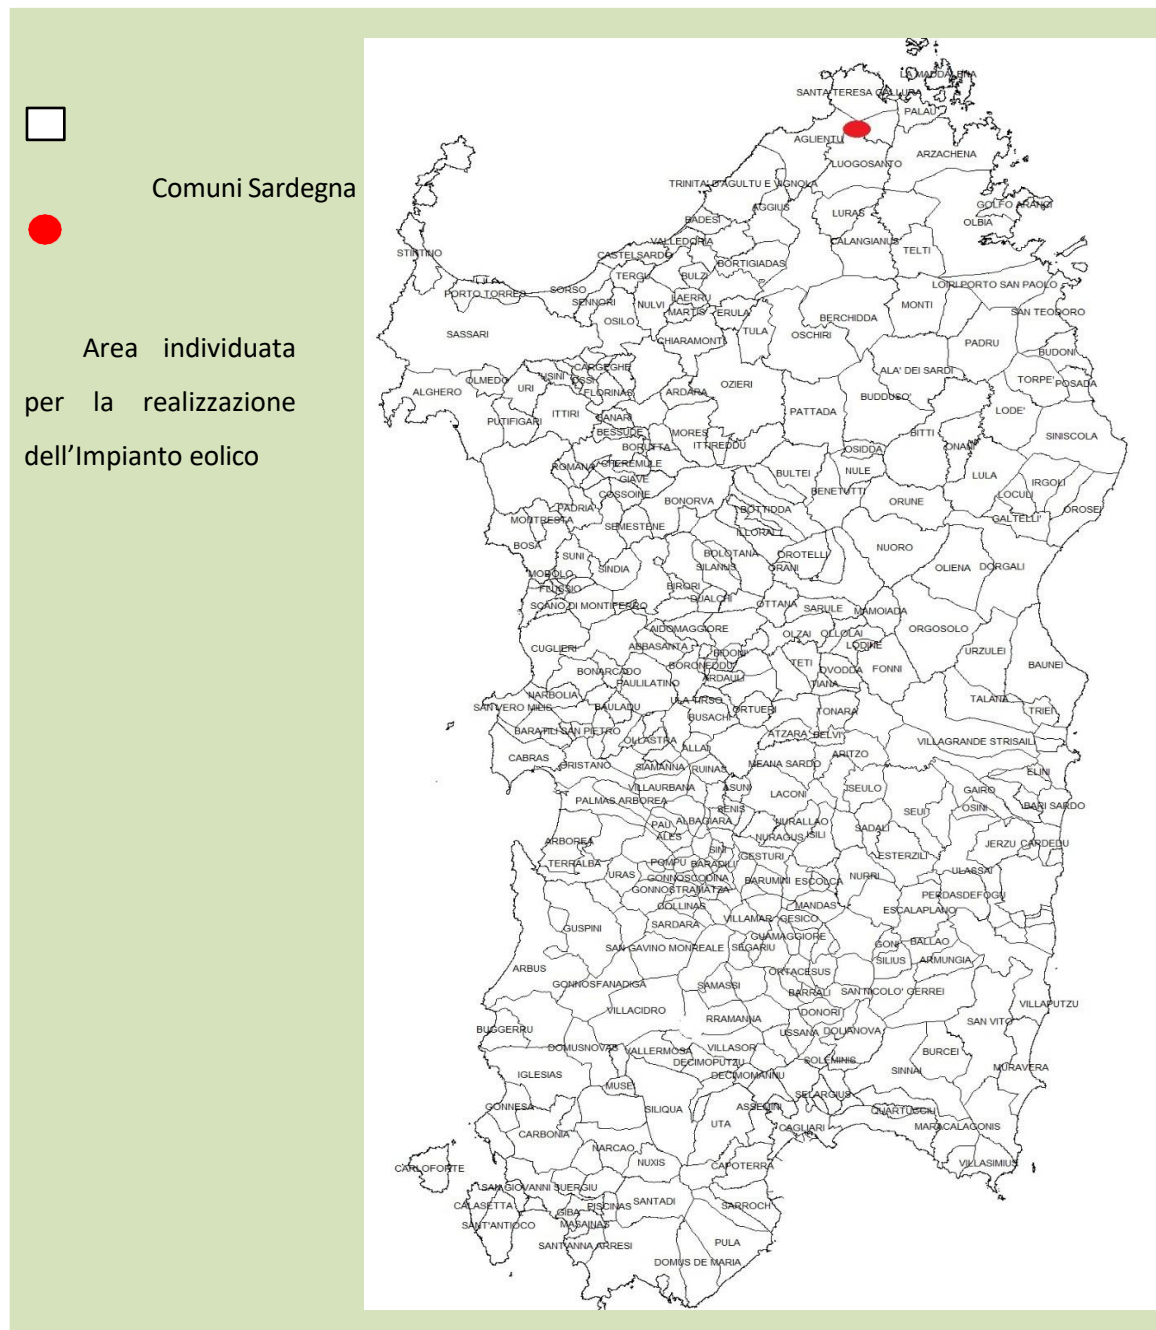 Comuni Sardegna
Area individuata
per la realizzazione
dell’Impianto eolico
LA MADDALENA
SANTA TERESA GALLURA
PALAU
AGLIENTU
ARZACHENA
LUOGOSANTO
TRINITA' D'AGULTU E VIGNOLA
AGGIUS
GOLFO ARANCI
LURAS
BADESI
OLBIA
VALLEDORIA
CALANGIANUS
TELTI
STINTINO
CASTELSARDO
BORTIGIADAS
TERGU
BULZI
LOIRI PORTO SAN PAOLO
PORTO TORRES
SORSO
SENNORI
NULVI
LAERRU
MARTIS
ERULA
MONTI
SAN TEODORO
OSILO
BERCHIDDA
SASSARI
TULA
OSCHIRI
CHIARAMONTI
PADRU
BUDONI
CARGEGHE
ALA' DEI SARDI
OLMEDO
USINI
OSSI
TORPE'
POSADA
ALGHERO
URI
FLORINAS
ARDARA
OZIERI
BUDDUSO'
PUTIFIGARI
ITTIRI
BANARI
PATTADA
LODE'
BESSUDE
MORES
BITTI
SINISCOLA
BORUTTA
ITTIREDDU
OSIDDA
ONANI
ROMANA
CHEREMULE
BULTEI
NULE
LULA
GIAVE
IRGOLI
COSSOINE
BONORVA
BENETUTTI
ORUNE
LOCULI
PADRIA
BOTTIDDA
OROSEI
MONTRESTA
SEMESTENE
GALTELLI'
ILLORAI
BOSA
NUORO
SUNI
BOLOTANA
OROTELLI
SINDIA
SILANUS
ORANI
OLIENA
DORGALI
MODOLO
FLUSSIO
BIRORI
DUALCHI
SCANO DI MONTIFERRO
OTTANA
SARULE
MAMOIADA
AIDOMAGGIORE
OLZAI
OLLOLAI
ORGOSOLO
CUGLIERI
ABBASANTA
BIDONI'
LODINE
URZULEI
BONARCADO
BORONEDDU
TETI
OVODDA
FONNI
BAUNEI
PAULILATINO
ARDAULI
TIANA
NARBOLIA
ULA TIRSO
TALANA
SAN VERO MILIS
BAULADU
BUSACHI
ORTUERI
TONARA
TRIEI
BARATILI SAN PIETRO
ATZARA
BELVI'
OLLASTRA
ALLAI
VILLAGRANDE STRISAILI
CABRAS
ORISTANO
SIAMANNA
RUINAS
MEANA SARDO
ARITZO
ELINI
VILLAURBANA
ASUNI
LACONI
SEULO
GAIRO
PALMAS ARBOREA
SENIS
SEUI
OSINI
BARI SARDO
PAU
ALBAGIARA
NURALLAO
ARBOREA
ALES
NURAGUS
ISILI
SADALI
JERZU
CARDEDU
SINI
TERRALBA
POMPU
BARADILI
GESTURI
ESTERZILI
URAS
GONNOSCODINA
BARUMINI
ESCOLCA
NURRI
ULASSAI
GONNOSTRAMATZA
PERDASDEFOGU
COLLINAS
MANDAS
ESCALAPLANO
GUSPINI
SARDARA
VILLAMAR
GESICO
GUAMAGGIORE
SAN GAVINO MONREALE
SEGARIU
GONI
BALLAO
ARBUS
SILIUS
ARMUNGIA
ORTACESUS
GONNOSFANADIGA
SAMASSI
BARRALI
SAN NICOLO' GERREI
VILLACIDRO
RRAMANNA
DONORI
VILLAPUTZU
BUGGERRU
USSANA
DOLIANOVA
SAN VITO
DOMUSNOVAS
VALLERMOSA
VILLASOR
BURCEI
DECIMOPUTZU
SOLEMINIS
IGLESIAS
DECIMOMANNU
SINNAI
MURAVERA
MUSEI
SELARGIUS
GONNESA
SILIQUA
ASSEMINI
QUARTUCCIU
CARBONIA
UTA
CAGLIARI
MARACALAGONIS
NARCAO
NUXIS
CAPOTERRA
VILLASIMIUS
CARLOFORTE
SAN GIOVANNI SUERGIU
CALASETTA
GIBA
PISCINAS
SANTADI
SARROCH
SANT'ANTIOCO
MASAINAS
SANT'ANNA ARRESI
PULA
DOMUS DE MARIA